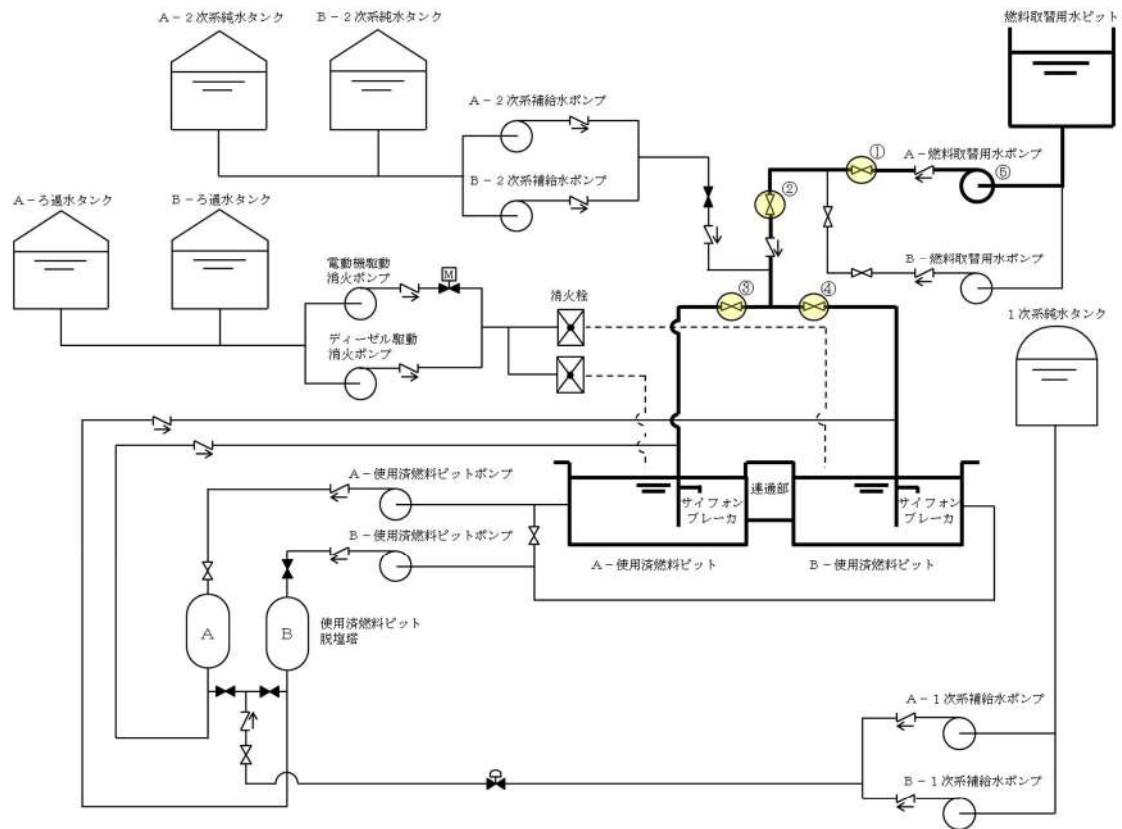 A-2次系純水タンク
B-2次系純水タンク
燃料取替用水ピット
A-2次系補給水ポンプ
①
A-燃料取替用水ポンプ
⑤
②
B-2次系補給水ポンプ
A-ろ過水タンク
B-ろ過水タンク
電動機駆動
消火ポンプ
M
B-燃料取替用水ポンプ
消火栓
③
④
1次系純水タンク
ディーゼル駆動
消火ポンプ
A-使用済燃料ピットポンプ
サイフォン
ブレーカ
連通部
サイフォン
ブレーカ
B-使用済燃料ピットポンプ
A-使用済燃料ピット
B-使用済燃料ピット
A
B
使用済燃料ピット
脱塩塔
A-1次系補給水ポンプ
B-1次系補給水ポンプ